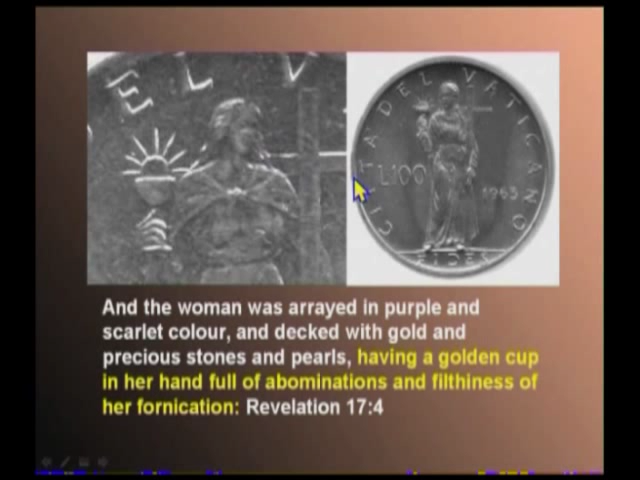 DEL V
CITTA DEL VATICANO
L.100
1963
FIDES
And the woman was arrayed in purple and
scarlet colour, and decked with gold and
precious stones and pearls, having a golden cup
in her hand full of abominations and filthiness of
her fornication: Revelation 17:4